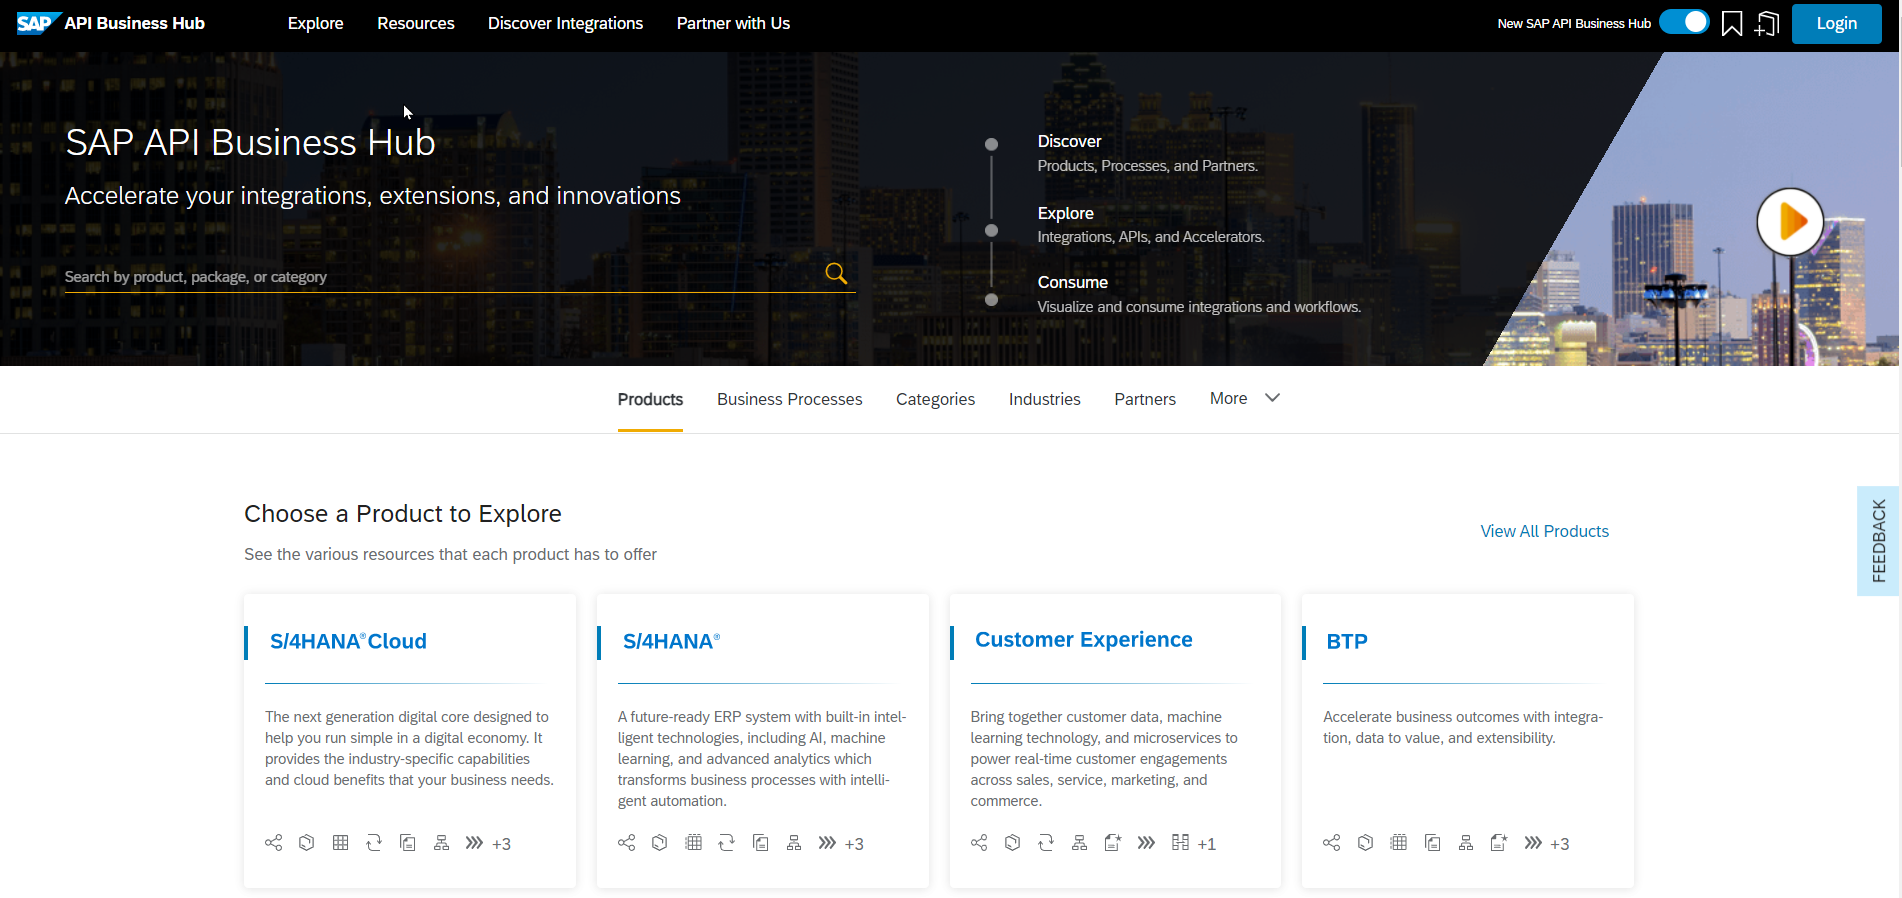 SAP API Business Hub
Explore
Resources
Discover Integrations
Partner with Us
New SAP API Business Hub
Login
SAP API Business Hub
Accelerate your integrations, extensions, and innovations
Search by product, package, or category
Discover
Products, Processes, and Partners.
Explore
Integrations, APIs, and Accelerators.
Consume
Visualize and consume integrations and workflows.
Products
Business Processes
Categories
Industries
Partners
More
Choose a Product to Explore
See the various resources that each product has to offer
View All Products
FEEDBACK
S/4HANA® Cloud
The next generation digital core designed to
help you run simple in a digital economy. It
provides the industry-specific capabilities
and cloud benefits that your business needs.
+3
S/4HANA®
A future-ready ERP system with built-in intel-
ligent technologies, including AI, machine
learning, and advanced analytics which
transforms business processes with intelli-
gent automation.
+3
Customer Experience
Bring together customer data, machine
learning technology, and microservices to
power real-time customer engagements
across sales, service, marketing, and
commerce.
+1
BTP
Accelerate business outcomes with integra-
tion, data to value, and extensibility.
+3